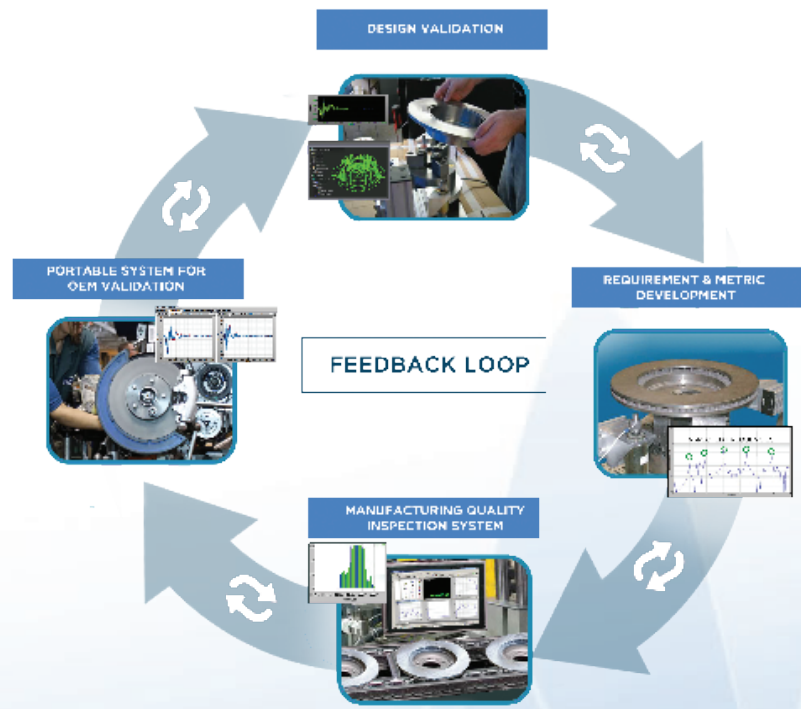 DESIGN VALIDATION
PORTABLE SYSTEM FOR
OEM VALIDATION
REQUIREMENT & METRIC
DEVELOPMENT
FEEDBACK LOOP
MANUFACTURING QUALITY
INSPECTION SYSTEM